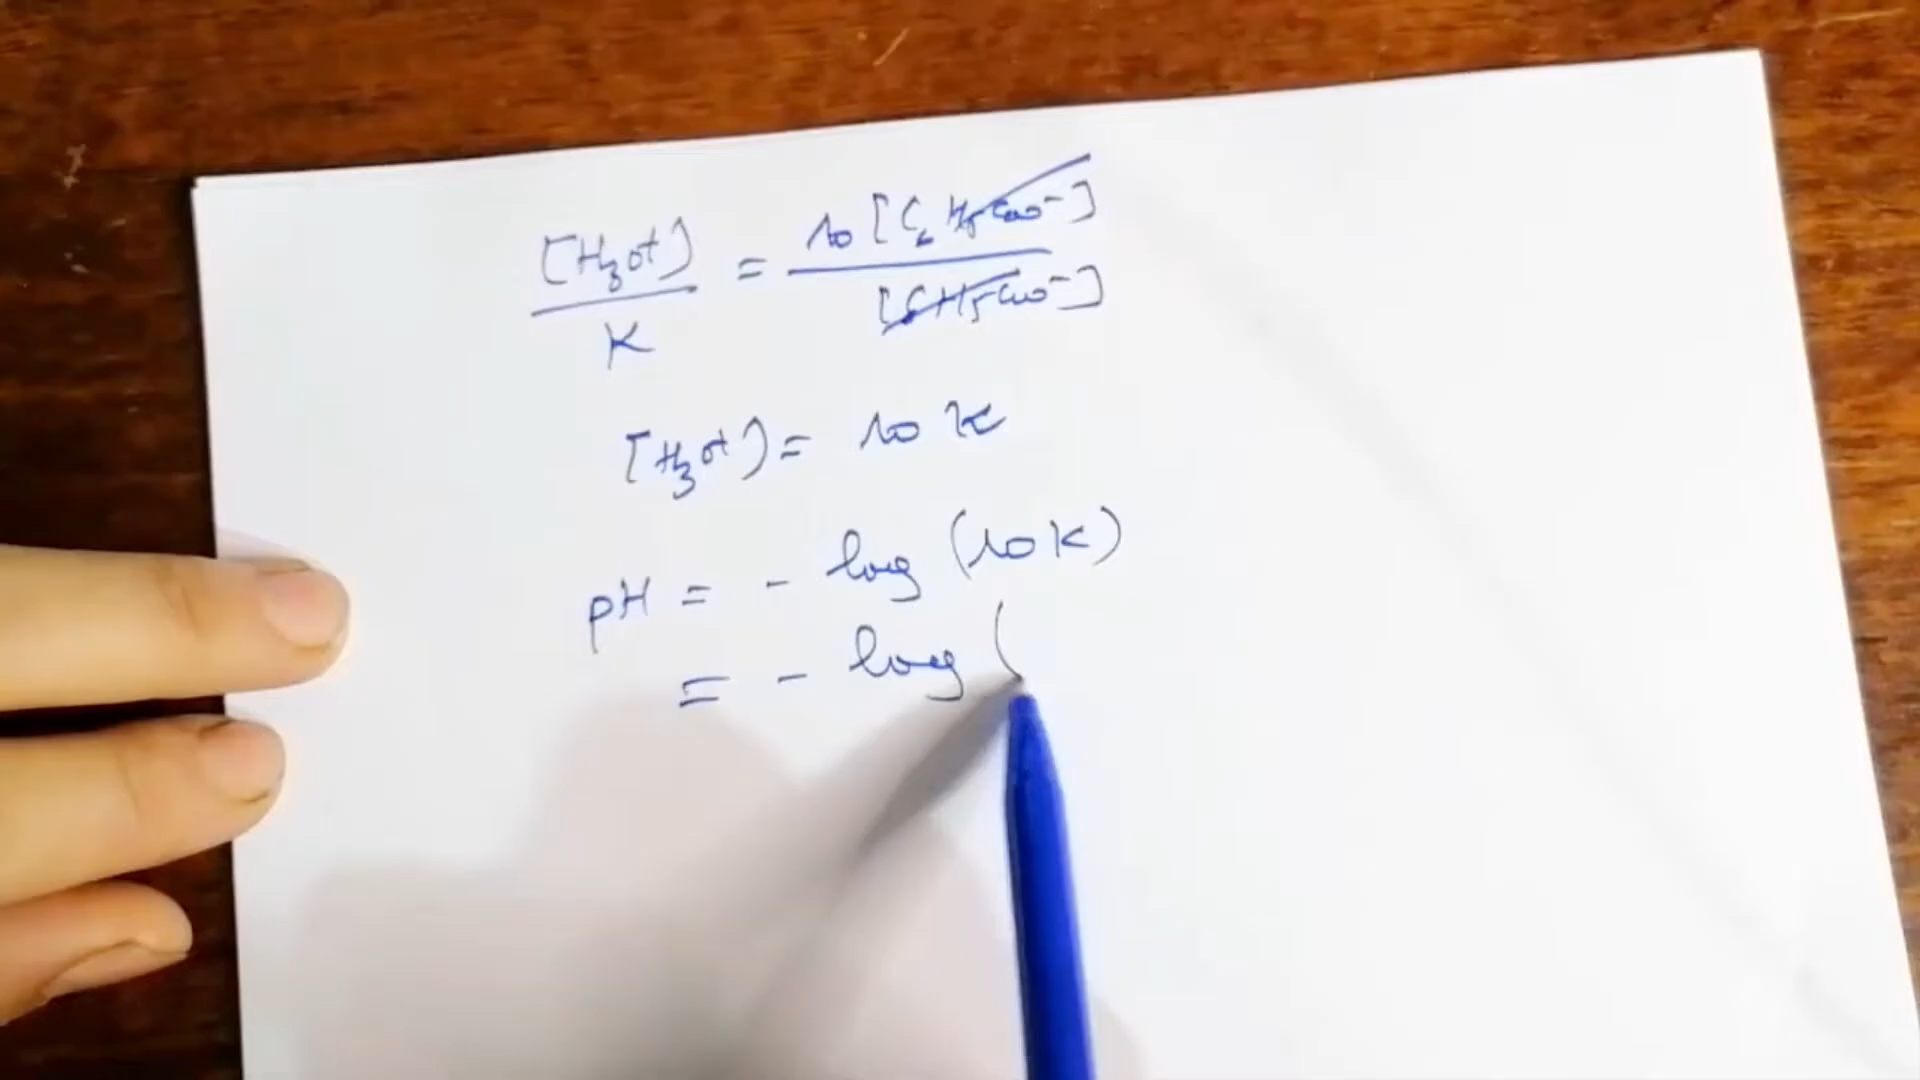 [H₃O⁺] / K = 10 [C₆H₅COO⁻] / [C₆H₅COO⁻]
[H₃O⁺] = 10 K
pH = - log (10 K)
= - log (